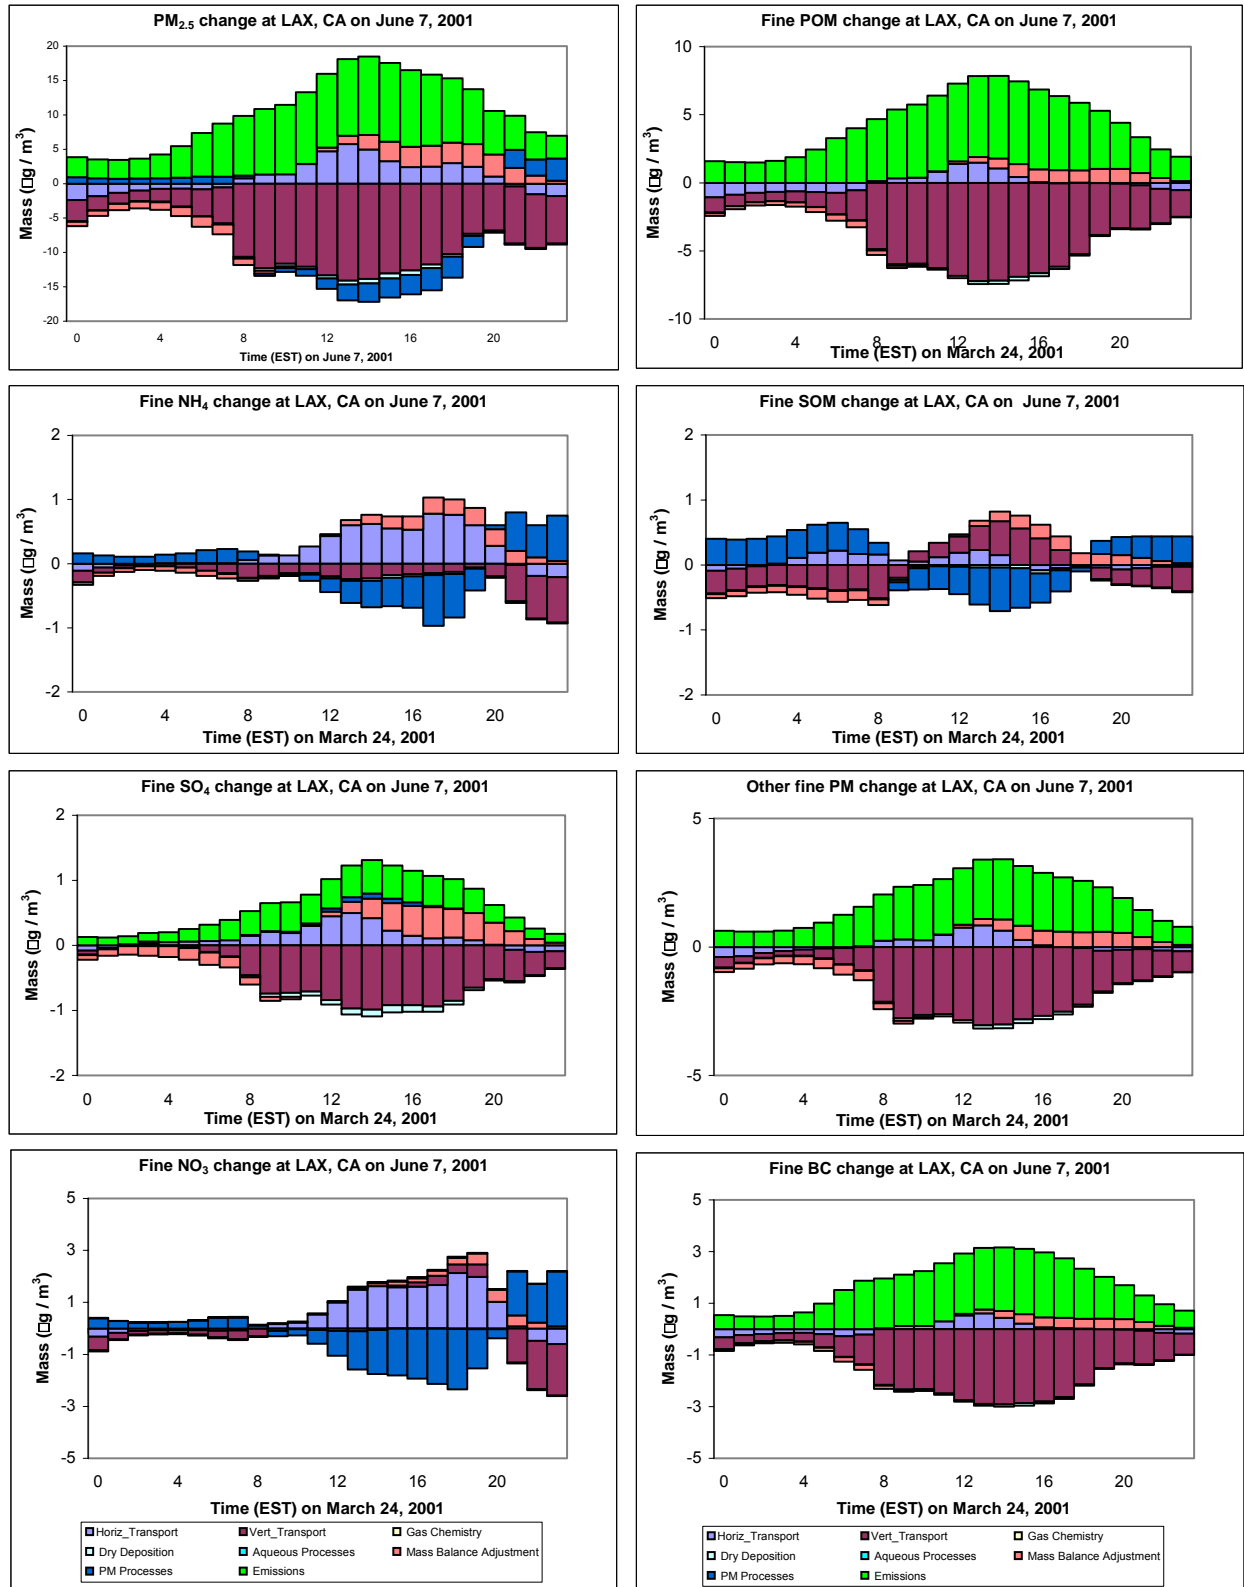 PM2.5 change at LAX, CA on June 7, 2001
20
15
10
5
0
-5
-10
-15
-20
Mass (□g / m³)
0 4 8 12 16 20
Time (EST) on June 7, 2001
Fine POM change at LAX, CA on June 7, 2001
10
5
0
-5
-10
Mass (□g / m³)
0 4 8 12 16 20
Time (EST) on March 24, 2001
Fine NH4 change at LAX, CA on June 7, 2001
2
1
0
-1
-2
Mass (□g / m³)
0 4 8 12 16 20
Time (EST) on March 24, 2001
Fine SOM change at LAX, CA on June 7, 2001
2
1
0
-1
-2
Mass (□g / m³)
0 4 8 12 16 20
Time (EST) on March 24, 2001
Fine SO4 change at LAX, CA on June 7, 2001
2
1
0
-1
-2
Mass (□g / m³)
0 4 8 12 16 20
Time (EST) on March 24, 2001
Other fine PM change at LAX, CA on June 7, 2001
5
0
-5
Mass (□g / m³)
0 4 8 12 16 20
Time (EST) on March 24, 2001
Fine NO3 change at LAX, CA on June 7, 2001
5
3
1
-1
-3
-5
Mass (□g / m³)
0 4 8 12 16 20
Time (EST) on March 24, 2001
Horiz_Transport Vert_Transport Gas Chemistry
Dry Deposition Aqueous Processes Mass Balance Adjustment
PM Processes Emissions
Fine BC change at LAX, CA on June 7, 2001
5
3
1
-1
-3
-5
Mass (□g / m³)
0 4 8 12 16 20
Time (EST) on March 24, 2001
Horiz_Transport Vert_Transport Gas Chemistry
Dry Deposition Aqueous Processes Mass Balance Adjustment
PM Processes Emissions